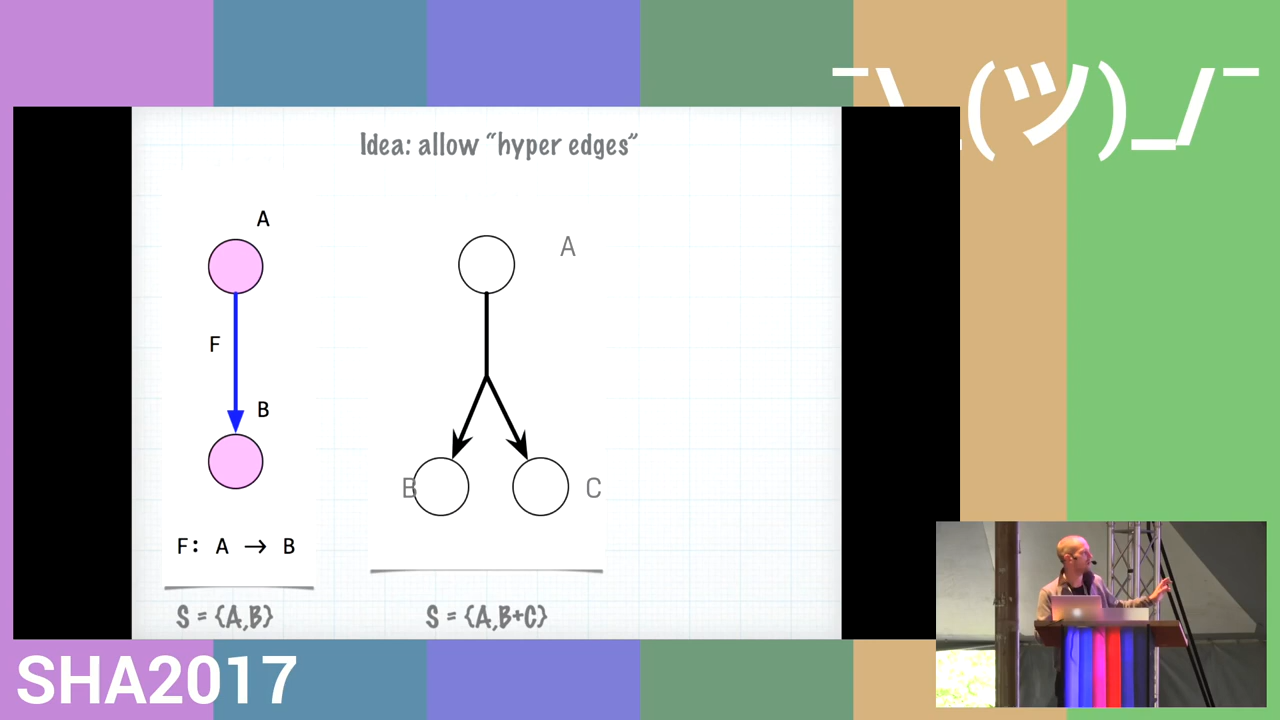 ¯\_(ツ)_/¯
Idea: allow “hyper edges”
A
A
F
B
B
C
F: A → B
S = {A,B}
S = {A,B+C}
SHA2017